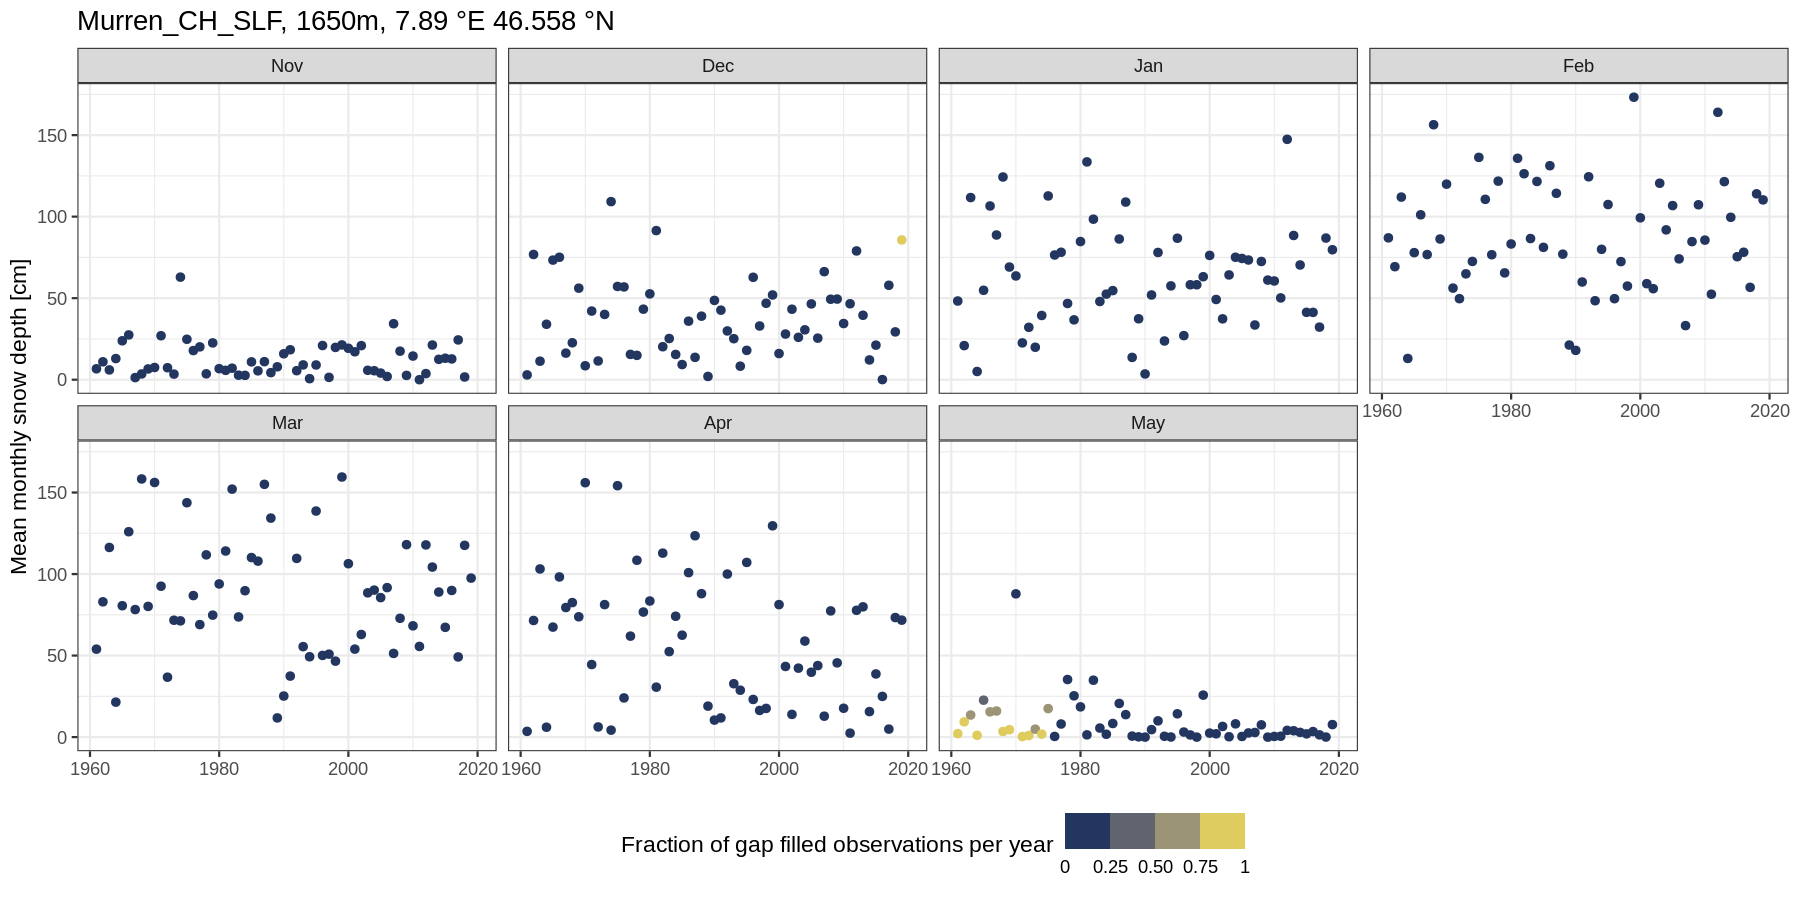 Murren_CH_SLF, 1650m, 7.89 °E 46.558 °N
Nov Dec Jan Feb
150
100
50
0
1960 1980 2000 2020
Mean monthly snow depth [cm]
Mar Apr May
150
100
50
0
1960 1980 2000 2020 1960 1980 2000 2020 1960 1980 2000 2020
Fraction of gap filled observations per year
0 0.25 0.50 0.75 1